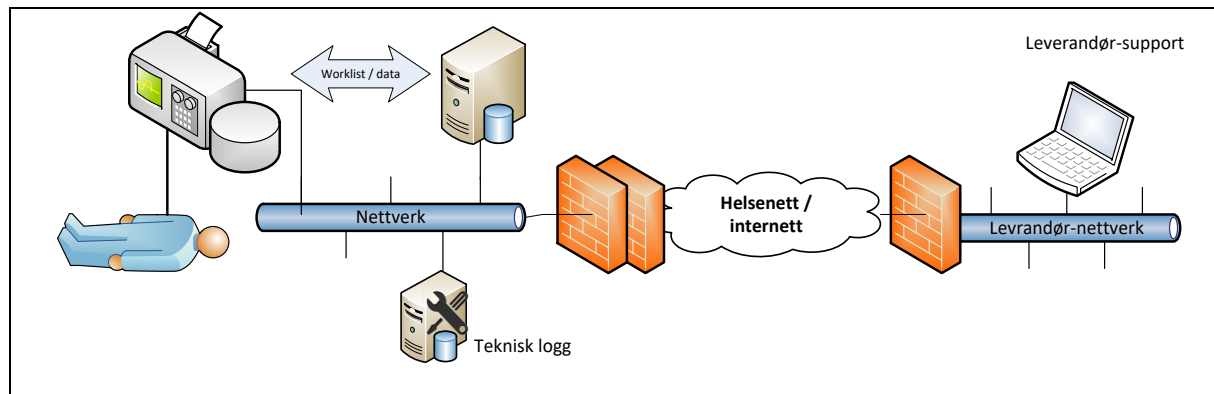 Leverandør-support
Worklist / data
Helsenett /
internett
Nettverk
Levrandør-nettverk
Teknisk logg